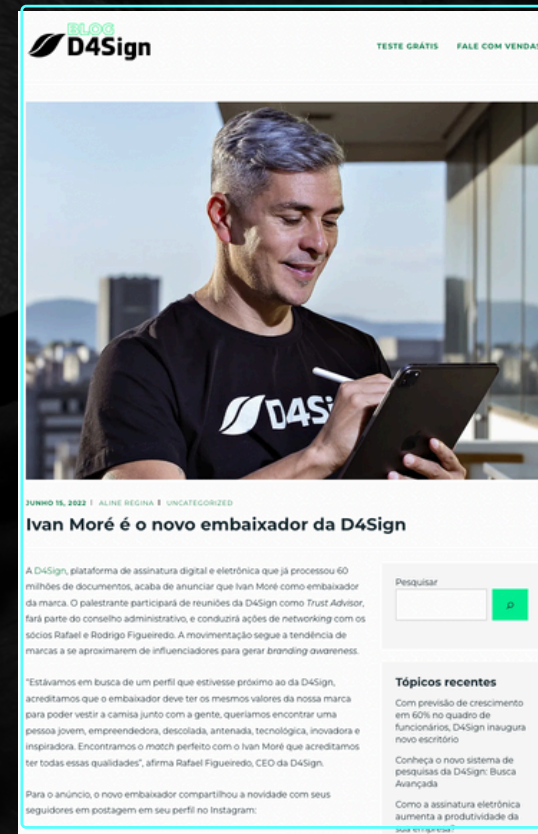 BLOG
D4Sign
TESTE GRÁTIS FALE COM VENDAS
D4Si
JUNHO 15, 2022 | ALINE REGINA | UNCATEGORIZED
Ivan Moré é o novo embaixador da D4Sign
A D4Sign, plataforma de assinatura digital e eletrônica que já processou 60
milhões de documentos, acaba de anunciar que Ivan Moré como embaixador
da marca. O palestrante participará de reuniões da D4Sign como Trust Advisor,
fará parte do conselho administrativo, e conduzirá ações de networking com os
sócios Rafael e Rodrigo Figueiredo. A movimentação segue a tendência de
marcas a se aproximarem de influenciadores para gerar branding awareness.
"Estávamos em busca de um perfil que estivesse próximo ao da D4Sign,
acreditamos que o embaixador deve ter os mesmos valores da nossa marca
para poder vestir a camisa junto com a gente, queríamos encontrar uma
pessoa jovem, empreendedora, descolada, antenada, tecnológica, inovadora e
inspiradora. Encontramos o match perfeito com o Ivan Moré que acreditamos
ter todas essas qualidades", afirma Rafael Figueiredo, CEO da D4Sign.
Para o anúncio, o novo embaixador compartilhou a novidade com seus
seguidores em postagem em seu perfil no Instagram:
Pesquisar
Tópicos recentes
Com previsão de crescimento
em 60% no quadro de
funcionários, D4Sign inaugura
novo escritório
Conheça o novo sistema de
pesquisas da D4Sign: Busca
Avançada
Como a assinatura eletrônica
aumenta a produtividade da
sua empresa?